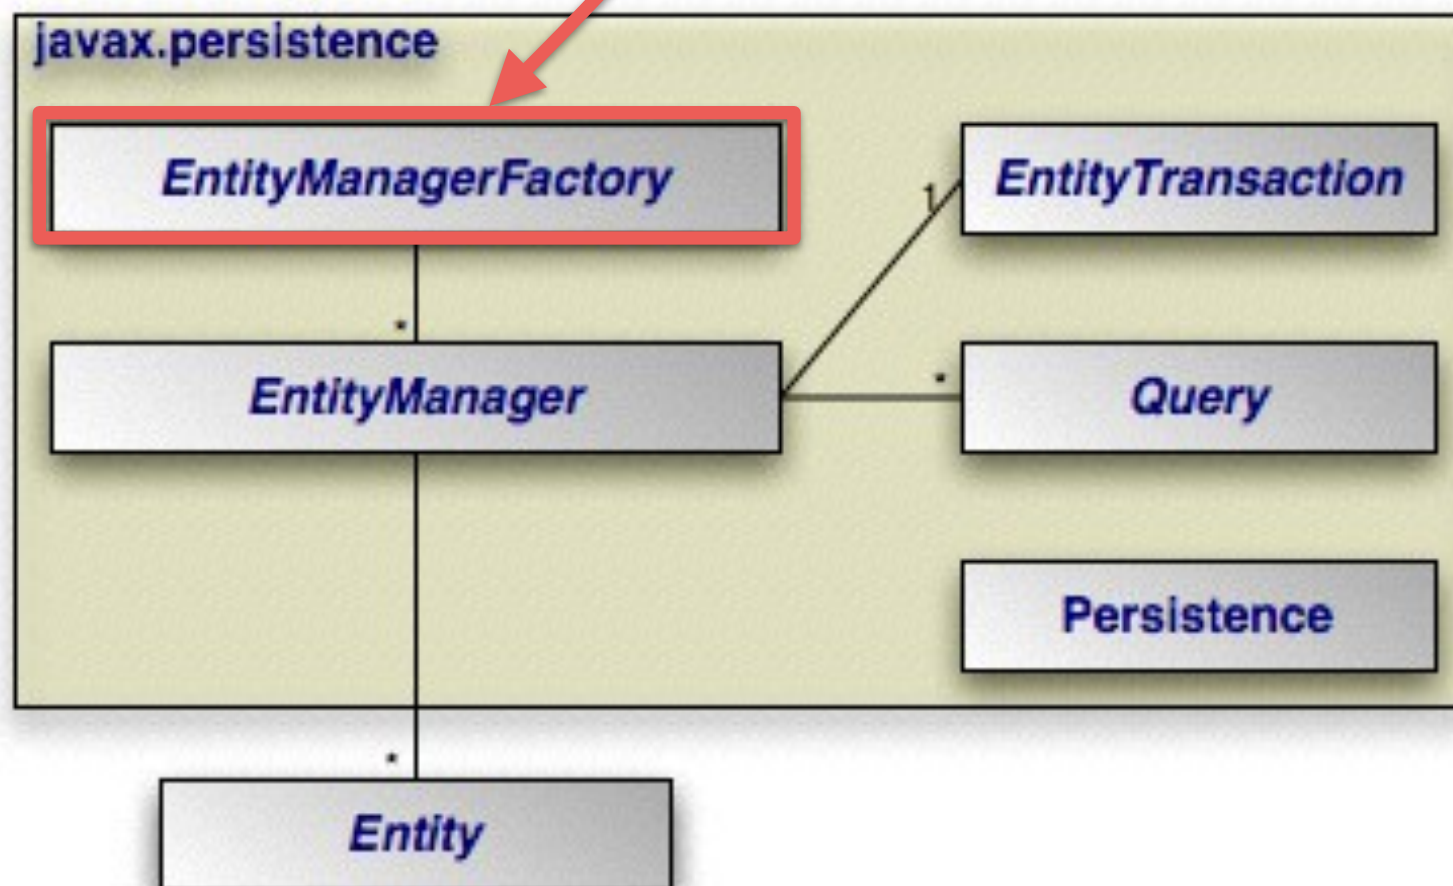 javax.persistence
EntityManagerFactory
EntityTransaction
1
*
EntityManager
*
Query
Persistence
*
Entity